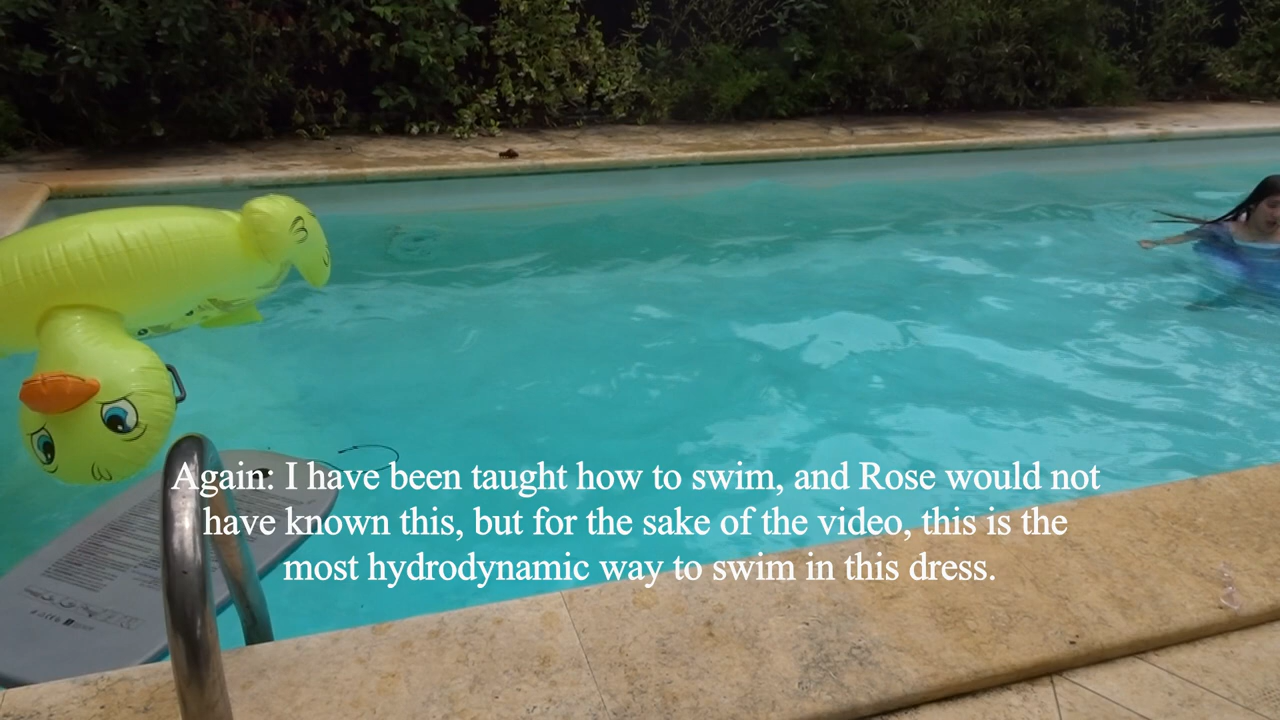 Again: I have been taught how to swim, and Rose would not
have known this, but for the sake of the video, this is the
most hydrodynamic way to swim in this dress.